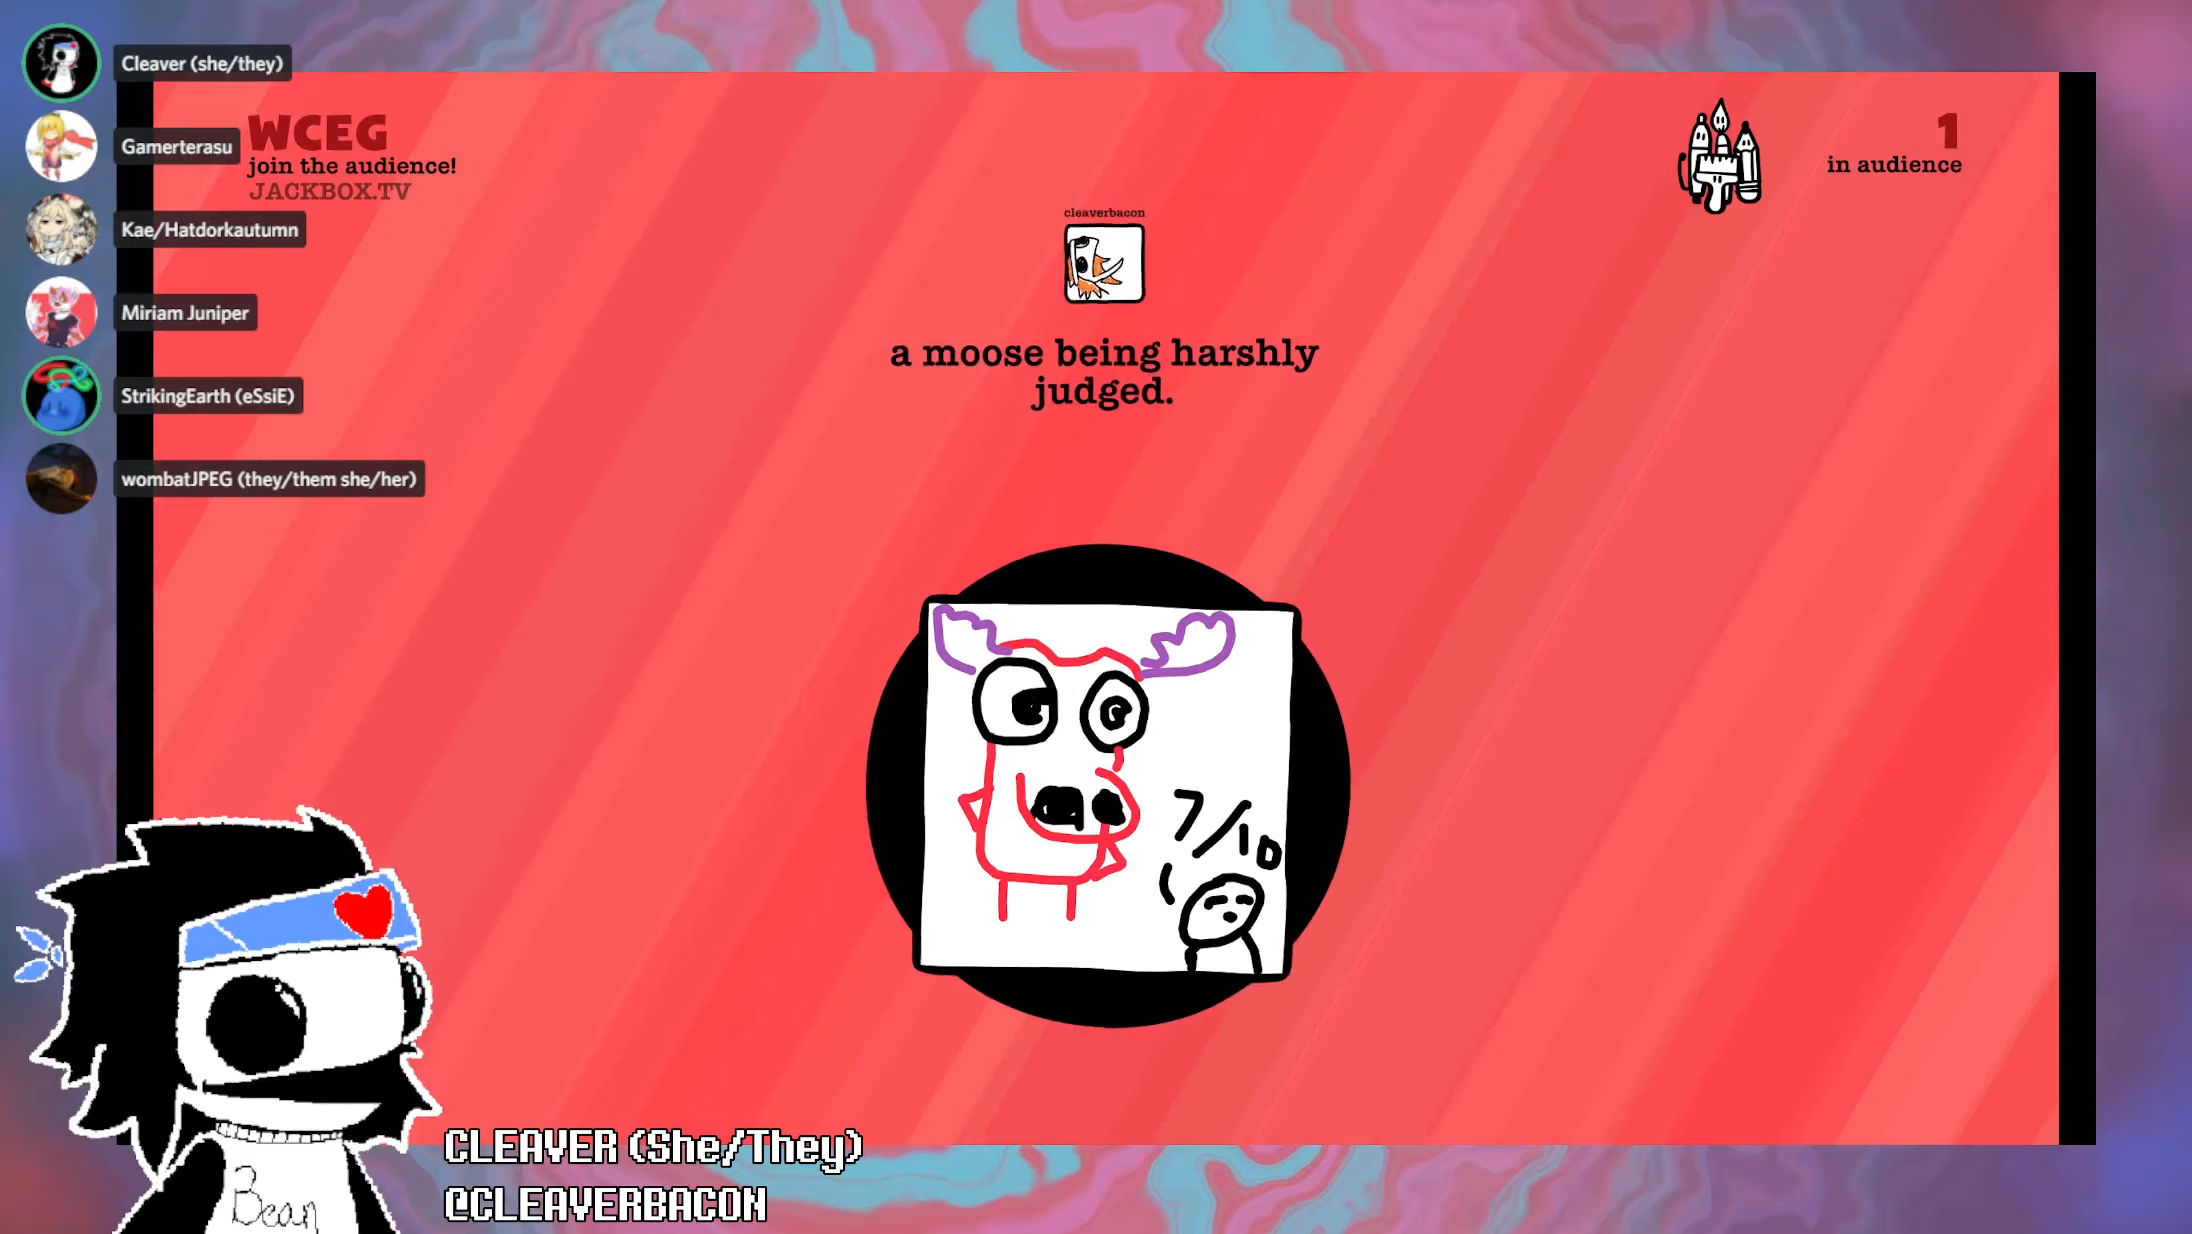 Cleaver (she/they)
Gamerterasu
Kae/Hatdorkautumn
Miriam Juniper
StrikingEarth (eSsiE)
wombatJPEG (they/them she/her)
WCEG
join the audience!
JACKBOX.TV
1
in audience
cleaverbacon
a moose being harshly
judged.
7/10
Bean
CLEAVER (She/They)
@CLEAVERBACON